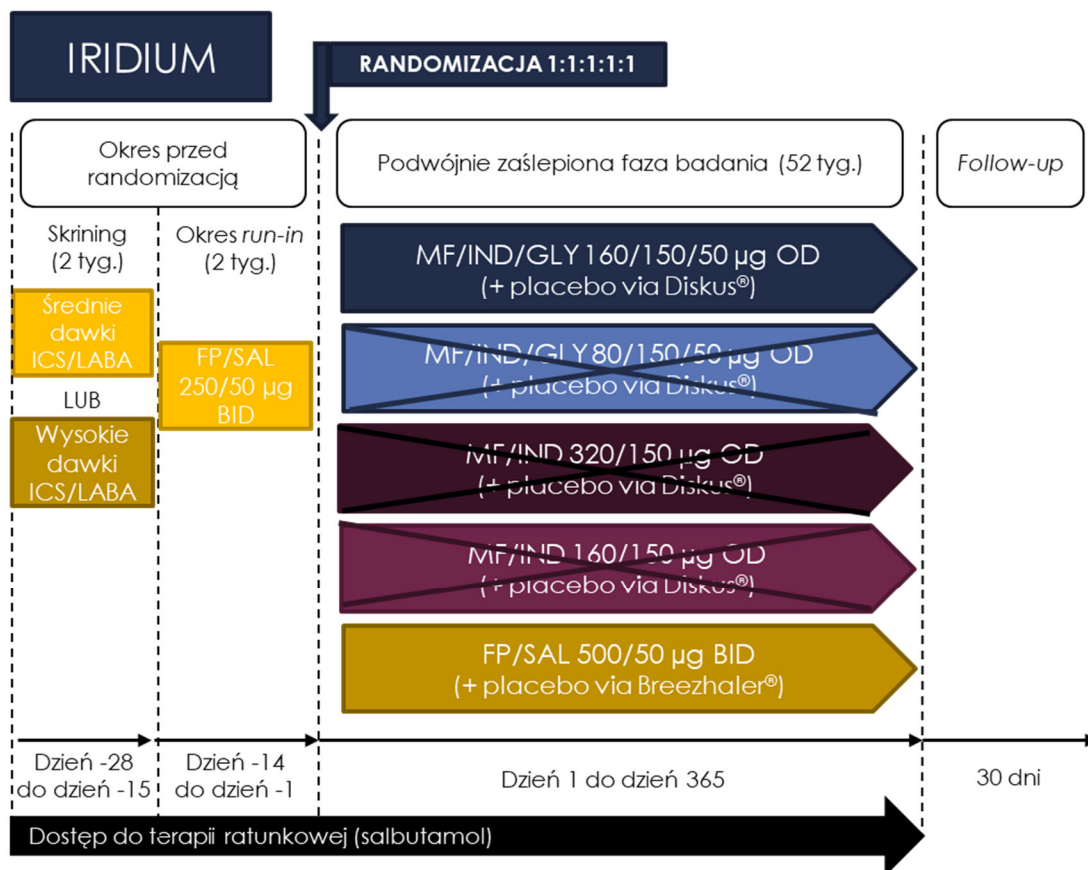 IRIDIUM
RANDOMIZACJA 1:1:1:1:1
Okres przed
randomizacją
Podwójnie zaślepiona faza badania (52 tyg.)
Follow-up
Skrining
(2 tyg.)
Okres run-in
(2 tyg.)
Średnie
dawki
ICS/LABA
LUB
Wysokie
dawki
ICS/LABA
FP/SAL
250/50 µg
BID
MF/IND/GLY 160/150/50 µg OD
(+ placebo via Diskus®)
MF/IND/GLY 80/150/50 µg OD
(+ placebo via Diskus®)
MF/IND 320/150 µg OD
(+ placebo via Diskus®)
MF/IND 160/150 µg OD
(+ placebo via Diskus®)
FP/SAL 500/50 µg BID
(+ placebo via Breezhaler®)
Dzień -28
do dzień -15
Dzień -14
do dzień -1
Dzień 1 do dzień 365
30 dni
Dostęp do terapii ratunkowej (salbutamol)